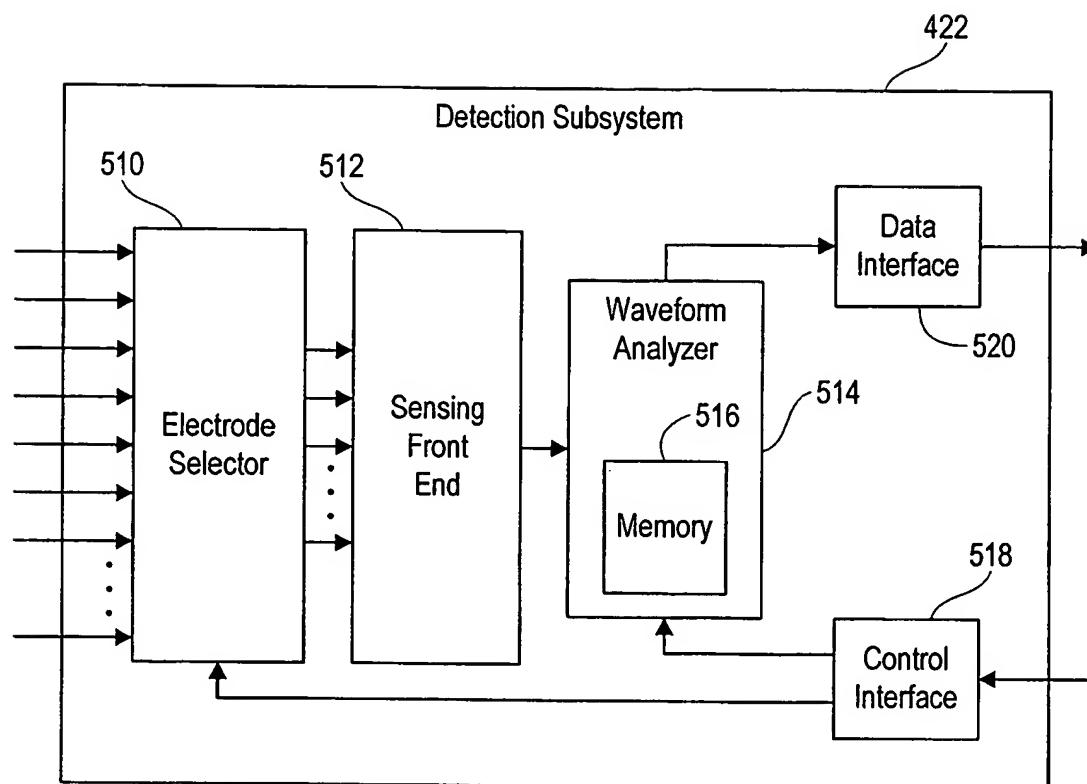 422
Detection Subsystem
510
512
Data
Interface
520
Waveform
Analyzer
514
516
Memory
Electrode
Selector
Sensing
Front
End
518
Control
Interface